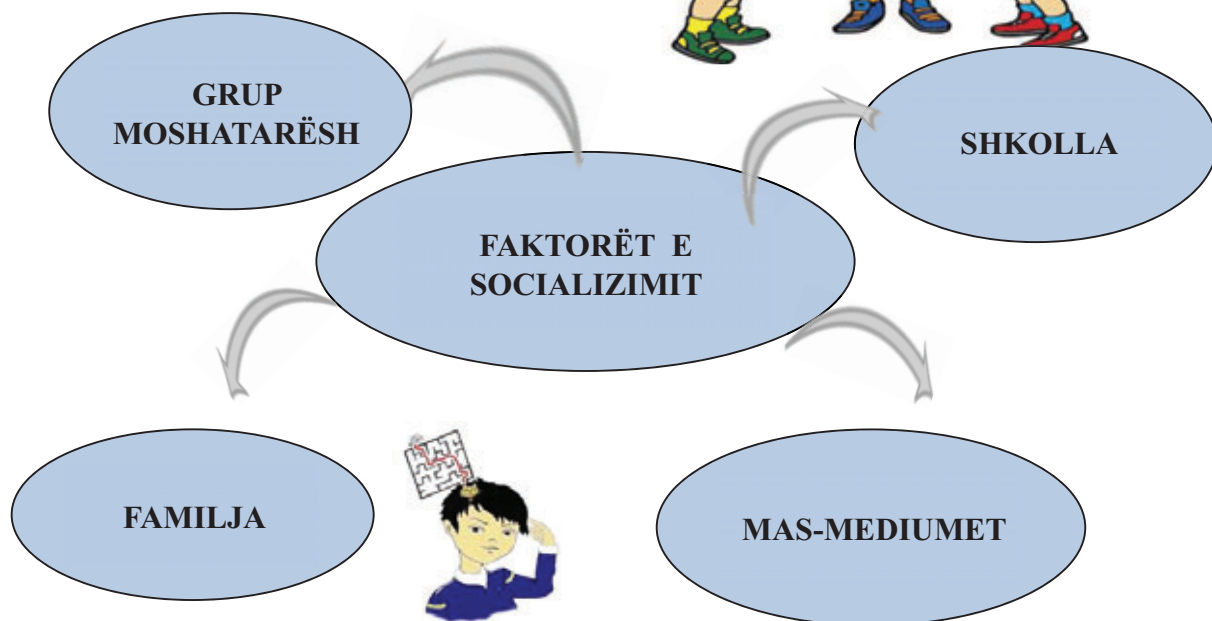 GRUP
MOSHATARËSH
SHKOLLA
FAKTORËT E
SOCIALIZIMIT
FAMILJA
MAS-MEDIUMET